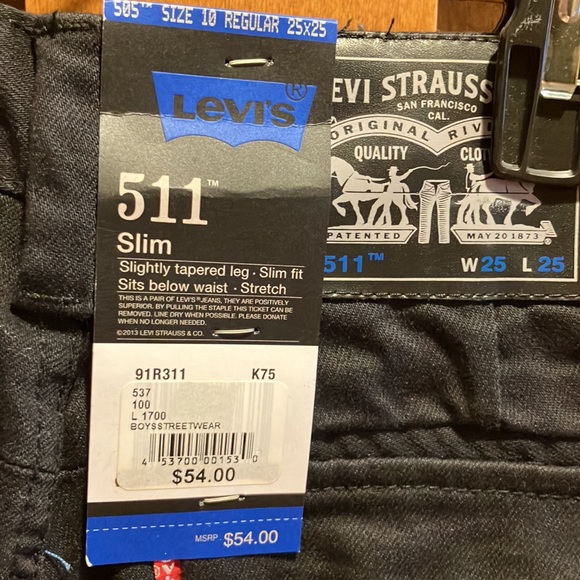 505™ SIZE 10 REGULAR 25x25
Levi's®
511™
Slim
Slightly tapered leg · Slim fit
Sits below waist · Stretch
THIS IS A PAIR OF LEVI'S® JEANS, THEY ARE POSITIVELY
SUPERIOR. BY PULLING THE STAPLE THIS TICKET CAN BE
REMOVED. LINE DRY WHEN POSSIBLE. PLEASE DONATE
WHEN NO LONGER NEEDED.
©2013 LEVI STRAUSS & CO.
91R311 K75
537
100
L 1700
BOYSSTREETWEAR
4 53700 00153 0
$54.00
MSRP $54.00
EVI STRAUSS
SAN FRANCISCO
CAL.
ORIGINAL RIV
QUALITY CLO
PATENTED MAY 20 1873
511™ W 25 L 25